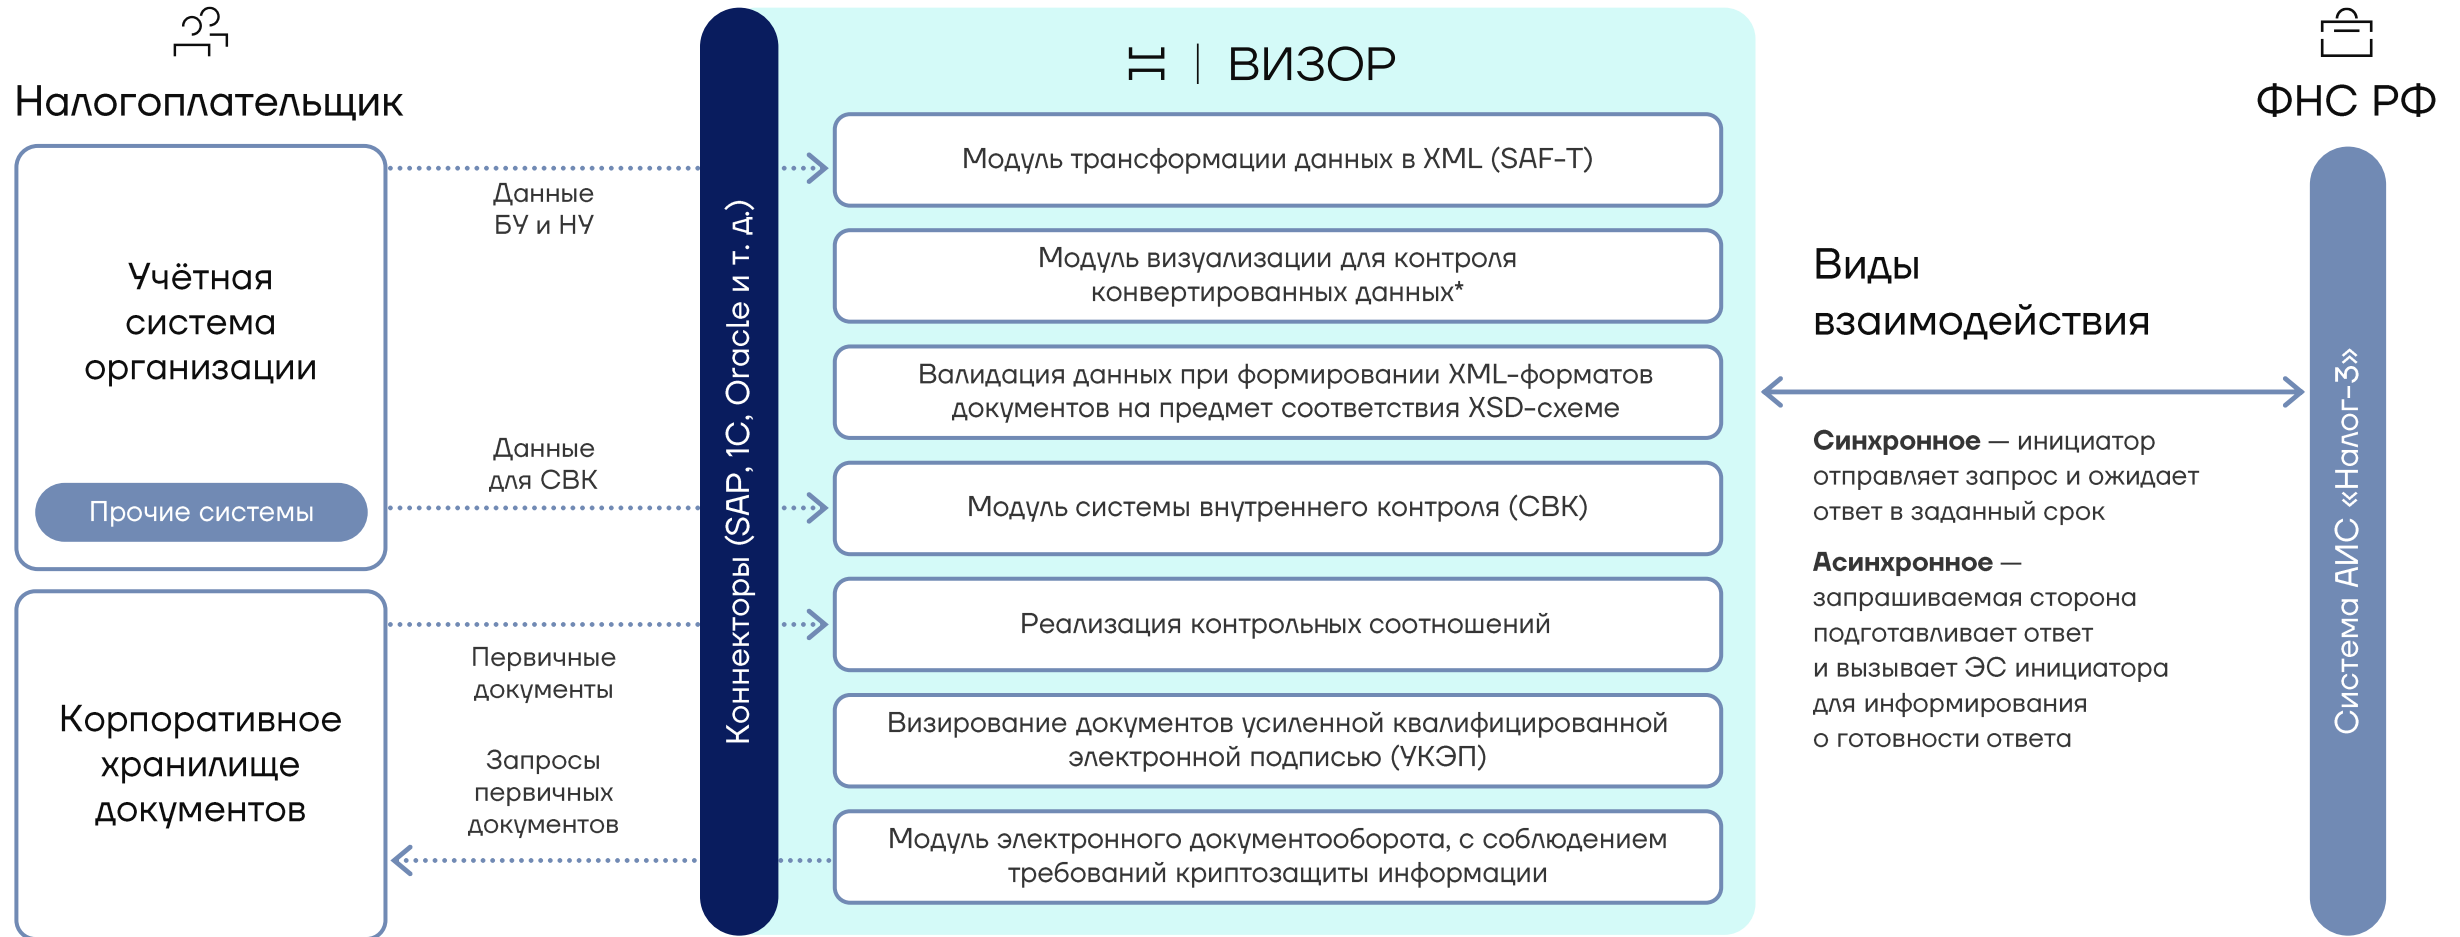 Налогоплательщик
Учётная
система
организации
Прочие системы
Корпоративное
хранилище
документов
Данные
БУ и НУ
Данные
для СВК
Первичные
документы
Запросы
первичных
документов
Коннекторы (SAP, 1С, Oracle и т. д.)
ВИЗОР
Модуль трансформации данных в XML (SAF-T)
Модуль визуализации для контроля
конвертированных данных*
Валидация данных при формировании XML-форматов
документов на предмет соответствия XSD-схеме
Модуль системы внутреннего контроля (СВК)
Реализация контрольных соотношений
Визирование документов усиленной квалифицированной
электронной подписью (УКЭП)
Модуль электронного документооборота, с соблюдением
требований криптозащиты информации
Виды
взаимодействия
Синхронное — инициатор
отправляет запрос и ожидает
ответ в заданный срок
Асинхронное —
запрашиваемая сторона
подготавливает ответ
и вызывает ЭС инициатора
для информирования
о готовности ответа
ФНС РФ
Система АИС «Налог-3»